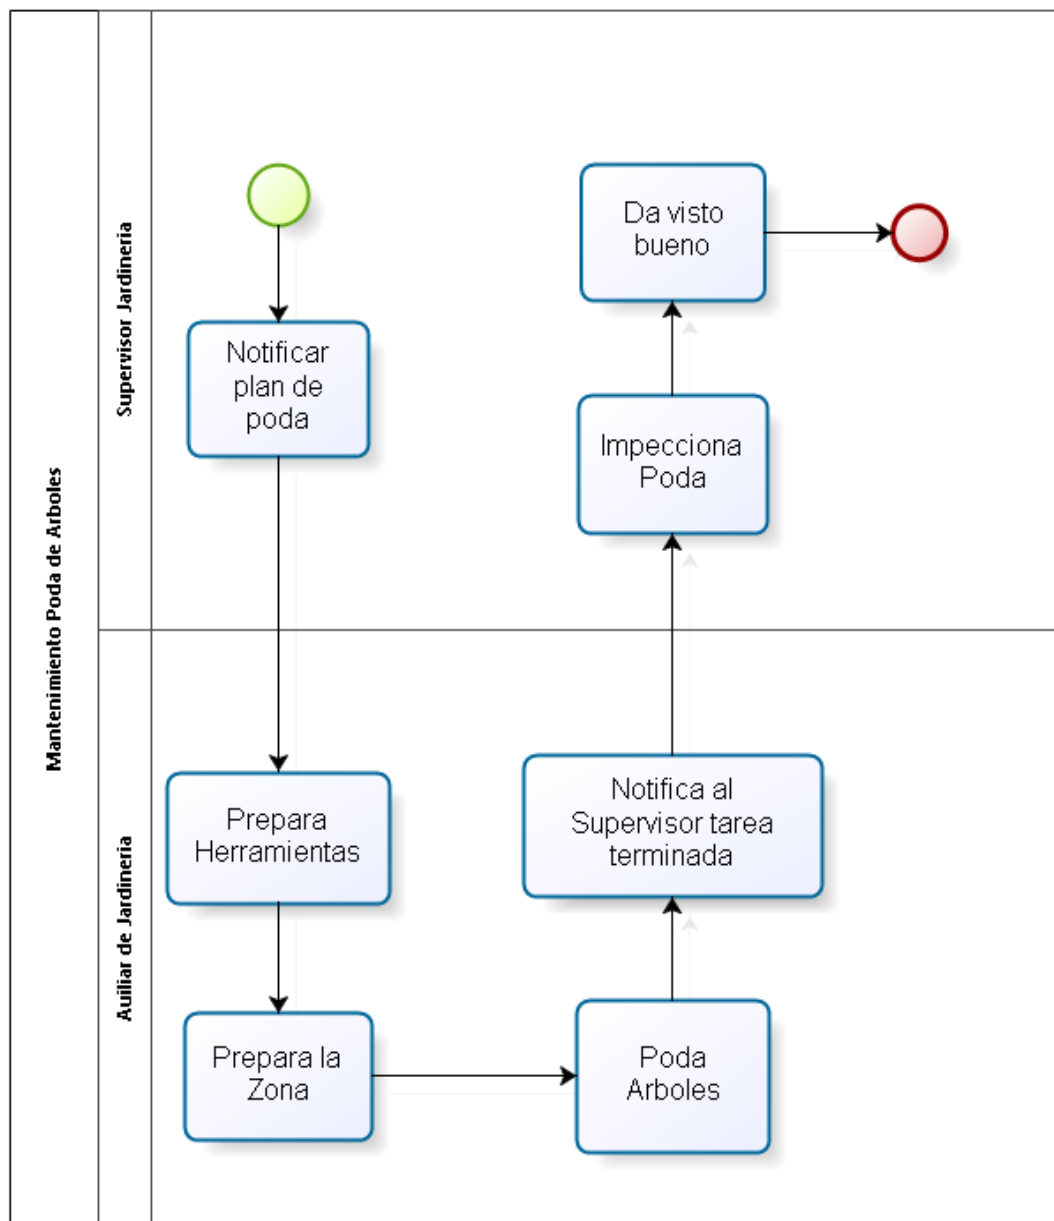 Mantenimiento Poda de Arboles
Supervisor Jardineria
Notificar
plan de
poda
Da visto
bueno
Impecciona
Poda
Auiliar de Jardineria
Prepara
Herramientas
Prepara la
Zona
Poda
Arboles
Notifica al
Supervisor tarea
terminada